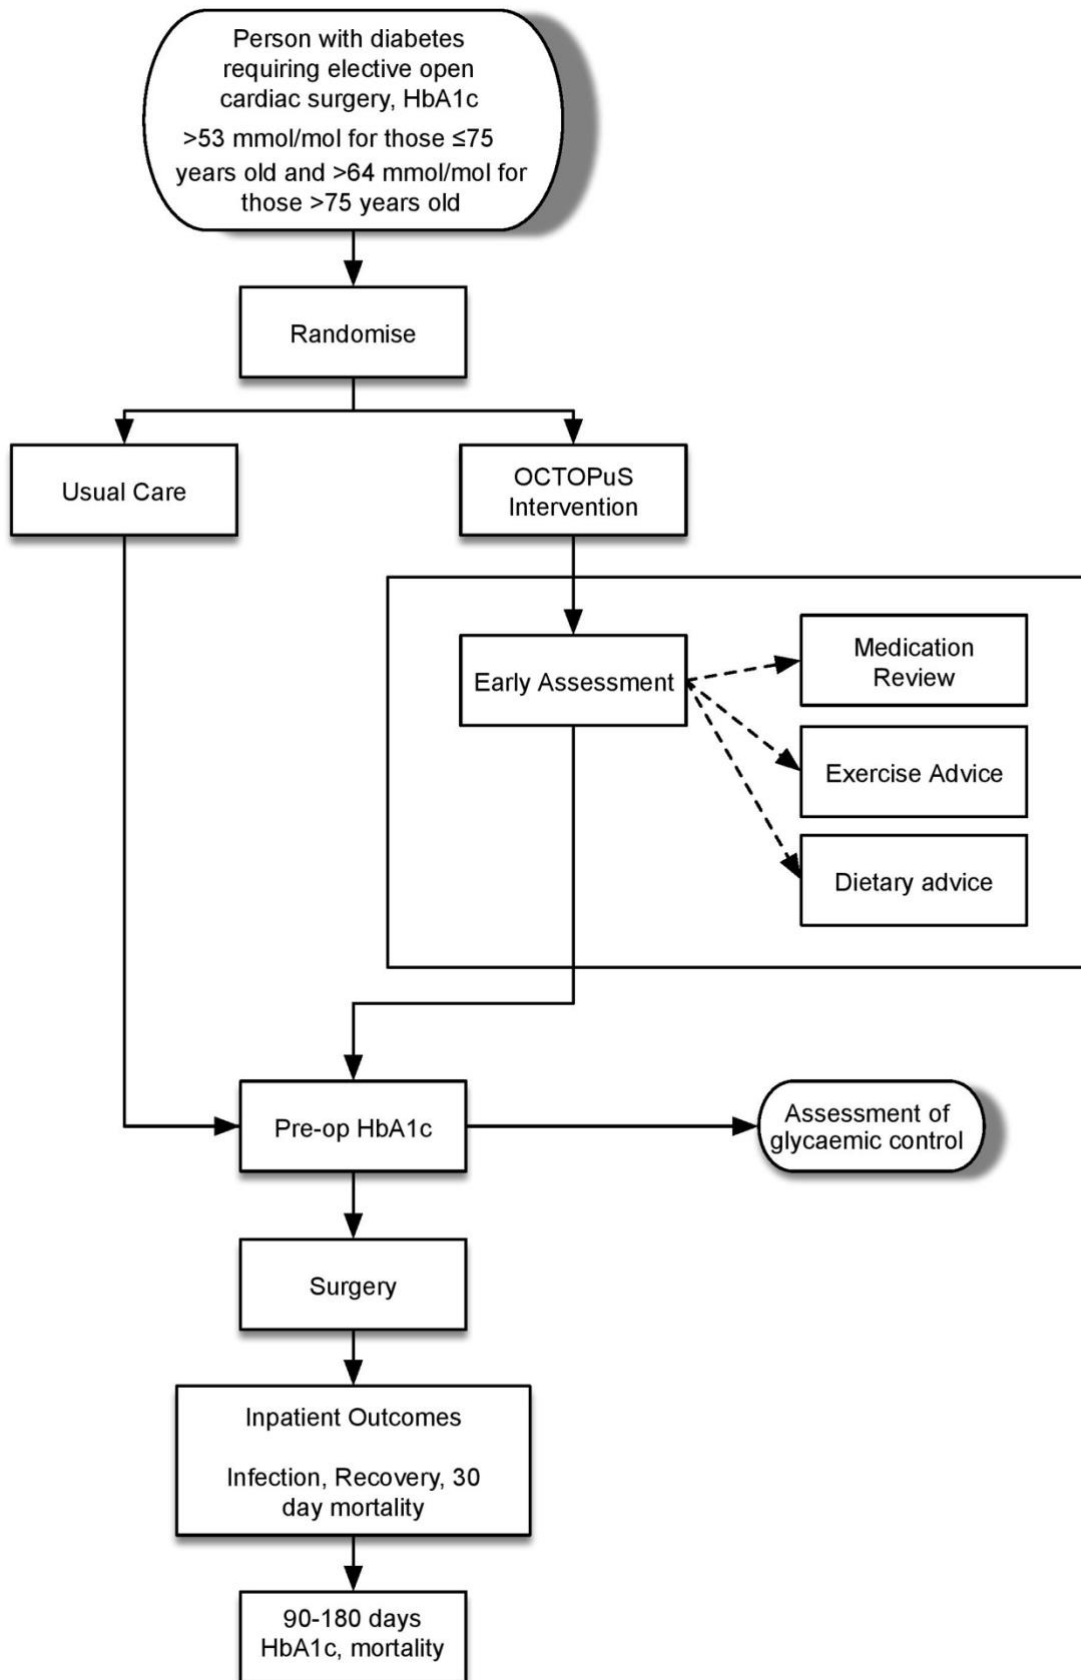 Person with diabetes
requiring elective open
cardiac surgery, HbA1c
>53 mmol/mol for those ≤75
years old and >64 mmol/mol for
those >75 years old
Randomise
Usual Care
OCTOPuS
Intervention
Early Assessment
Medication
Review
Exercise Advice
Dietary advice
Pre-op HbA1c
Assessment of
glycaemic control
Surgery
Inpatient Outcomes
Infection, Recovery, 30
day mortality
90-180 days
HbA1c, mortality